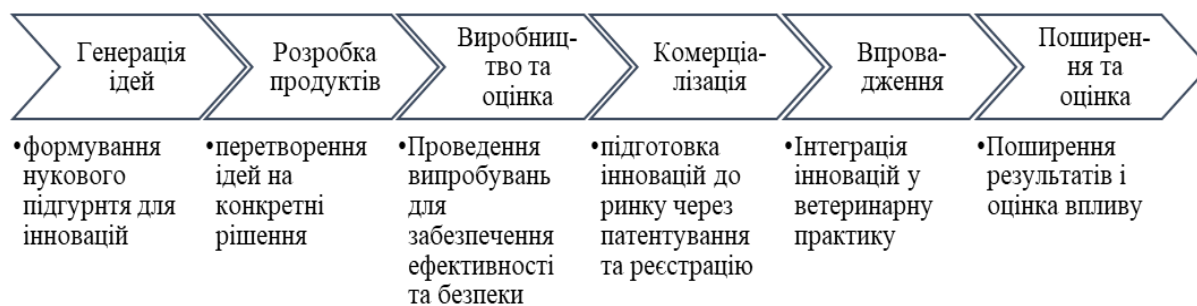 Генерація
ідей
Розробка
продуктів
Виробниц-
тво та
оцінка
Комерціа-
лізація
Впрова-
дження
Поширен-
ня та
оцінка
•формування
нукового
підгурнтя для
інновацій
•перетворення
ідей на
конкретні
рішення
•Проведення
випробувань
для
забезпечення
ефективності
та безпеки
•підготовка
інновацій до
ринку через
патентування
та реєстрацію
•Інтеграція
інновацій у
ветеринарну
практику
•Поширення
результатів і
оцінка впливу